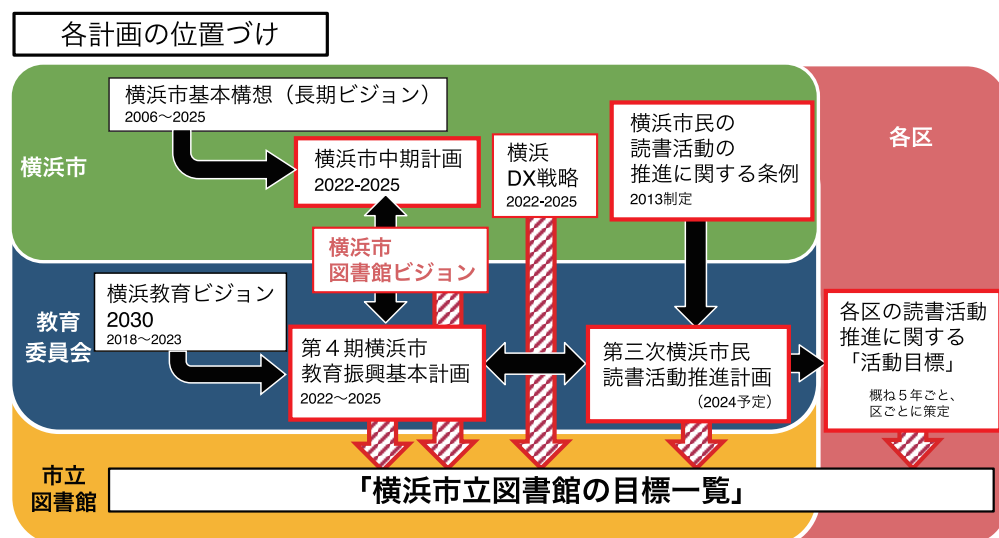 各計画の位置づけ
横浜市基本構想（長期ビジョン）
2006〜2025
横浜市
横浜市中期計画
2022-2025
横浜
DX戦略
2022-2025
横浜市民の
読書活動の
推進に関する条例
2013制定
各区
横浜市
図書館ビジョン
教育
委員会
横浜教育ビジョン
2030
2018〜2023
第４期横浜市
教育振興基本計画
2022〜2025
第三次横浜市民
読書活動推進計画
（2024予定）
各区の読書活動
推進に関する
「活動目標」
概ね５年ごと、
区ごとに策定
市立
図書館
「横浜市立図書館の目標一覧」